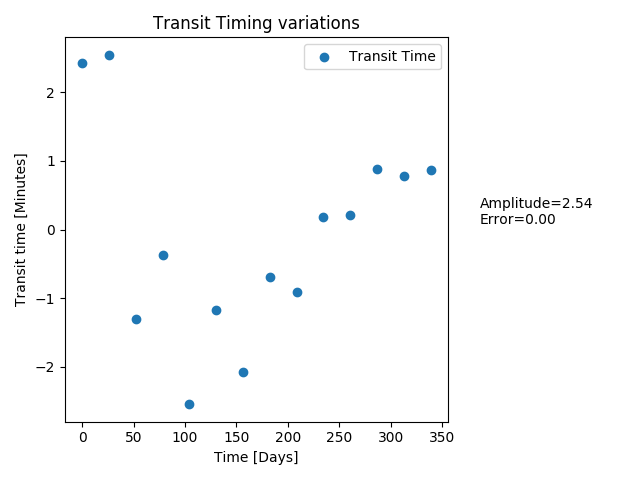 Transit Timing variations
Transit Time
Transit time [Minutes]
2
1
0
−1
−2
0 50 100 150 200 250 300 350
Time [Days]
Amplitude=2.54
Error=0.00